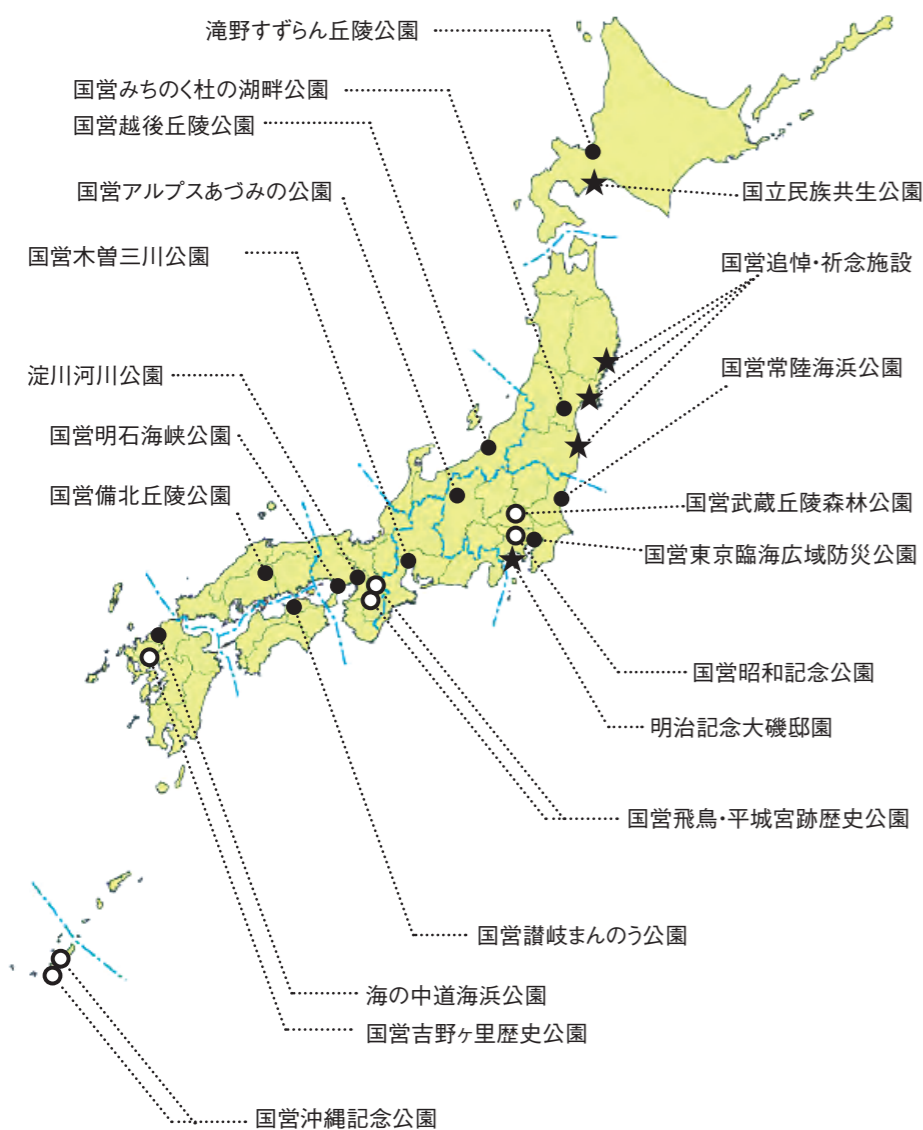 滝野すずらん丘陵公園
国営みちのく杜の湖畔公園
国営越後丘陵公園
国営アルプスあづみの公園
国立民族共生公園
国営木曽三川公園
国営追悼・祈念施設
淀川河川公園
国営常陸海浜公園
国営明石海峡公園
国営備北丘陵公園
国営武蔵丘陵森林公園
国営東京臨海広域防災公園
国営昭和記念公園
明治記念大磯邸園
国営飛鳥・平城宮跡歴史公園
国営讃岐まんのう公園
海の中道海浜公園
国営吉野ヶ里歴史公園
国営沖縄記念公園